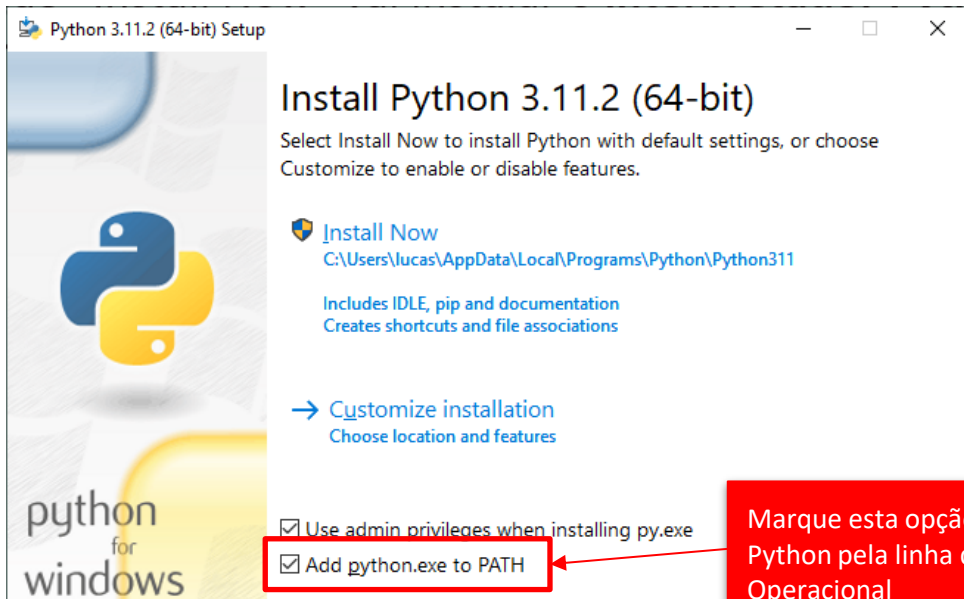 Python 3.11.2 (64-bit) Setup
Install Python 3.11.2 (64-bit)
Select Install Now to install Python with default settings, or choose
Customize to enable or disable features.
Install Now
C:\Users\lucas\AppData\Local\Programs\Python\Python311
Includes IDLE, pip and documentation
Creates shortcuts and file associations
Customize installation
Choose location and features
python
for
windows
Use admin privileges when installing py.exe
Add python.exe to PATH
Marque esta opção
Python pela linha
Operacional